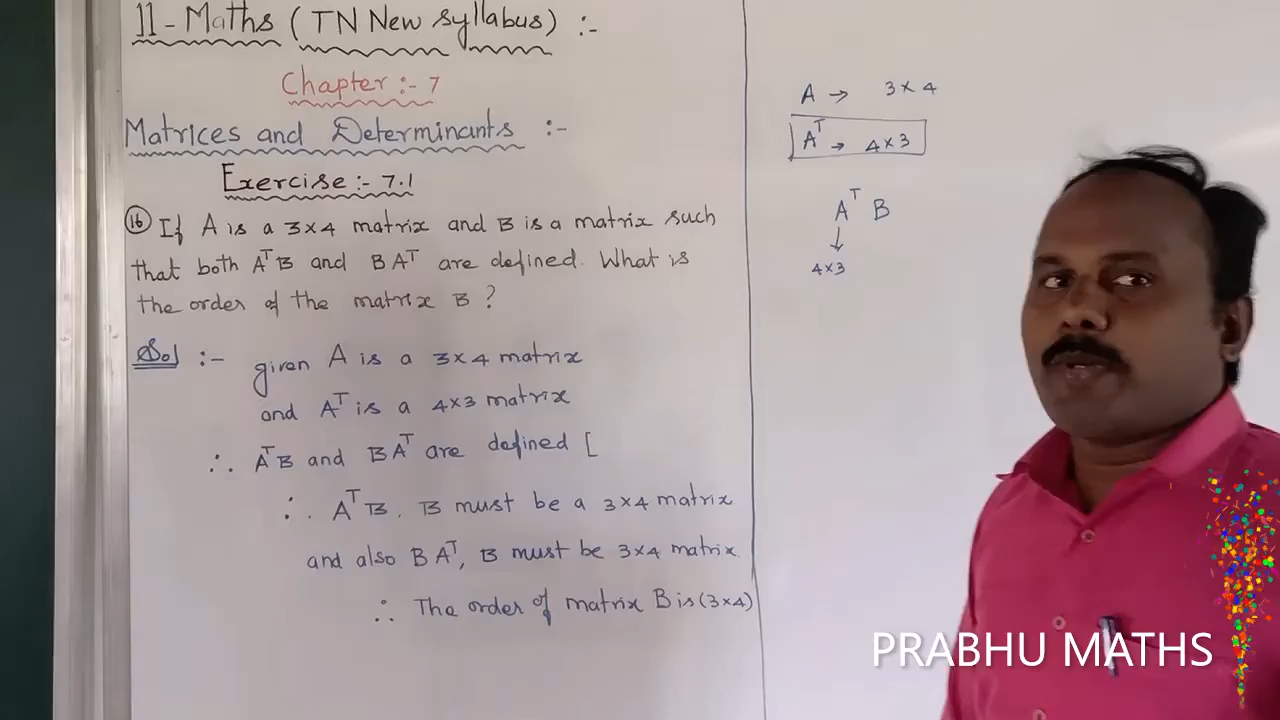 11 - Maths (TN New syllabus) :-
Chapter :- 7
Matrices and Determinants :-
Exercise :- 7.1
16 If A is a 3×4 matrix and B is a matrix such
that both AᵀB and BAᵀ are defined. What is
the order of the matrix B ?
Sol :- given A is a 3×4 matrix
and Aᵀ is a 4×3 matrix
∴ AᵀB and BAᵀ are defined [
∴ AᵀB. B must be a 3×4 matrix
and also BAᵀ, B must be 3×4 matrix.
∴ The order of matrix B is (3×4)
A → 3×4
Aᵀ → 4×3
Aᵀ B
↓
4×3
PRABHU MATHS